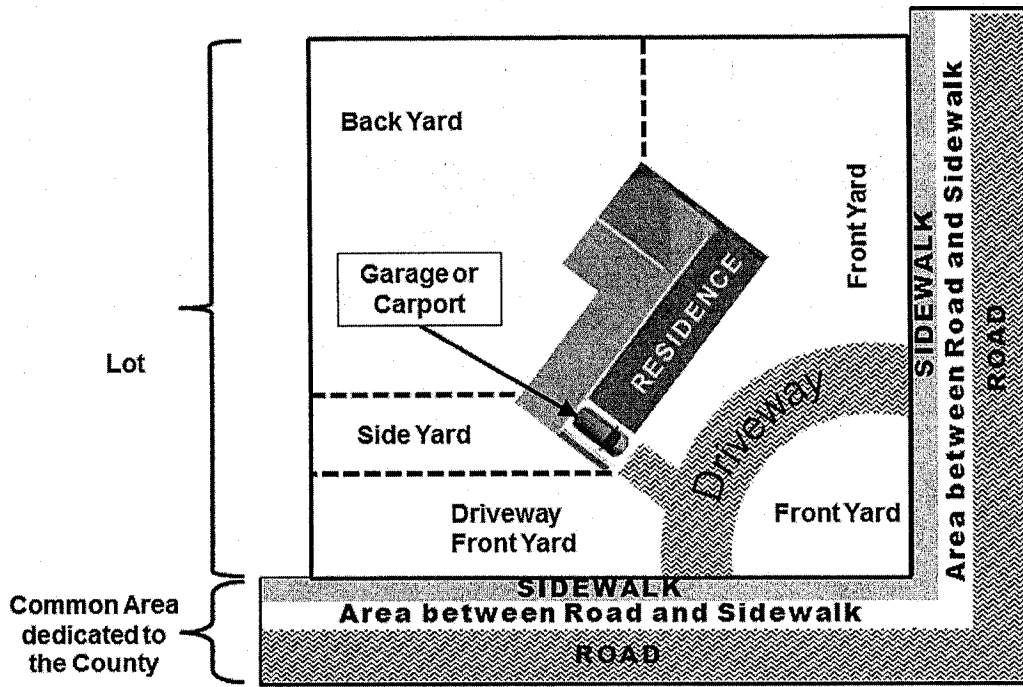 Back Yard
Front Yard
SIDEWALK
Area between Road and Sidewalk
ROAD
Garage or
Carport
RESIDENCE
Lot
Driveway
Side Yard
Driveway
Front Yard
Front Yard
SIDEWALK
Area between Road and Sidewalk
ROAD
Common Area
dedicated to
the County